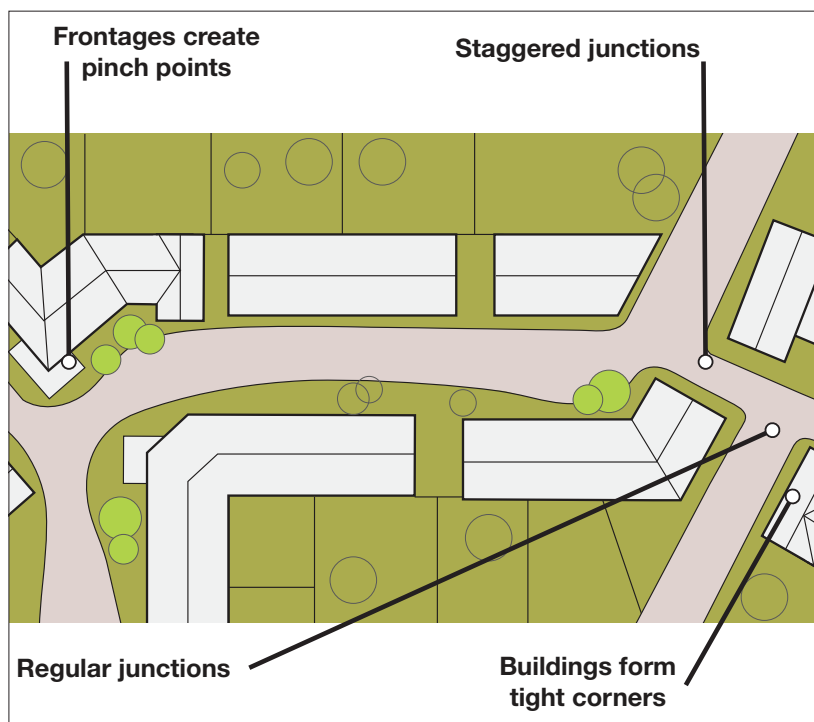 Frontages create
pinch points
Staggered junctions
Regular junctions
Buildings form
tight corners